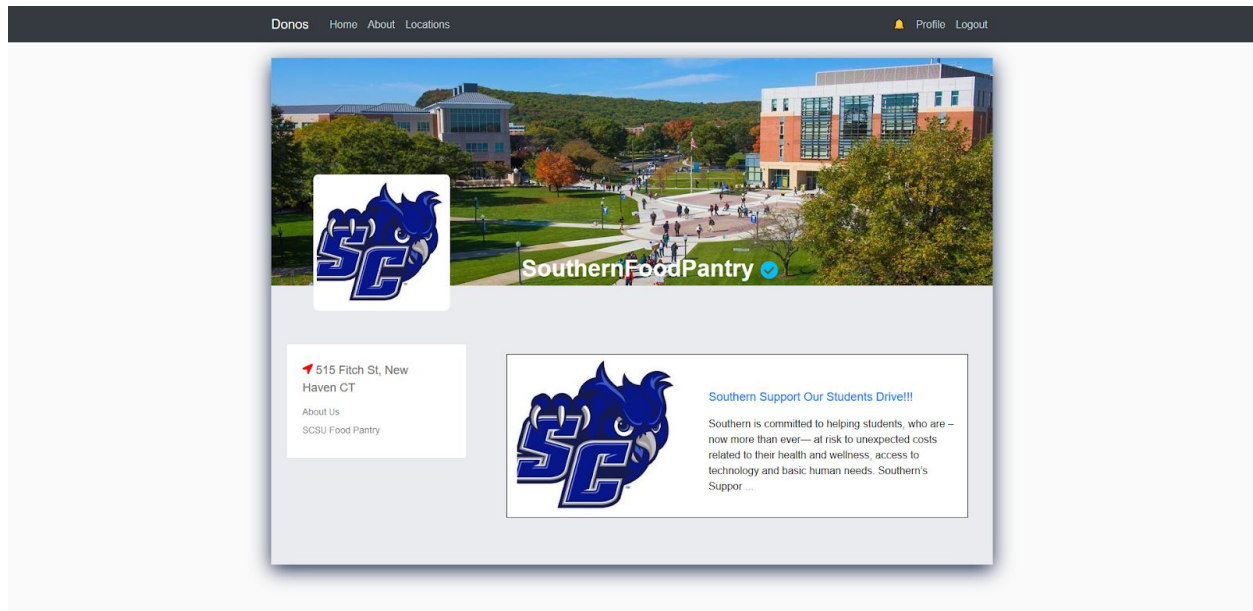 Donos Home About Locations Profile Logout
SC
SouthernFoodPantry
515 Fitch St, New
Haven CT
About Us
SCSU Food Pantry
SC
Southern Support Our Students Drive!!!
Southern is committed to helping students, who are –
now more than ever— at risk to unexpected costs
related to their health and wellness, access to
technology and basic human needs. Southern’s
Suppor ...